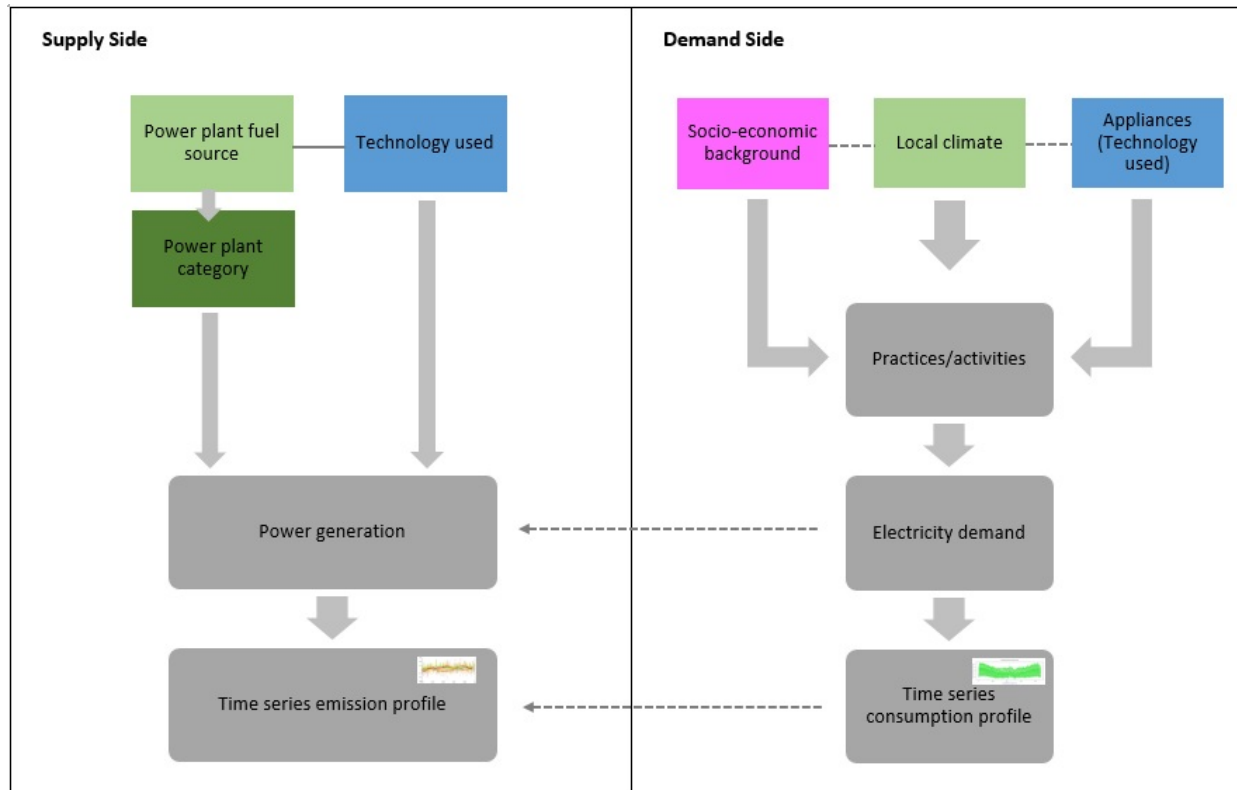 Supply Side
Power plant fuel
source
Technology used
Power plant
category
Power generation
Time series emission profile
Demand Side
Socio-economic
background
Local climate
Appliances
(Technology
used)
Practices/activities
Electricity demand
Time series
consumption profile